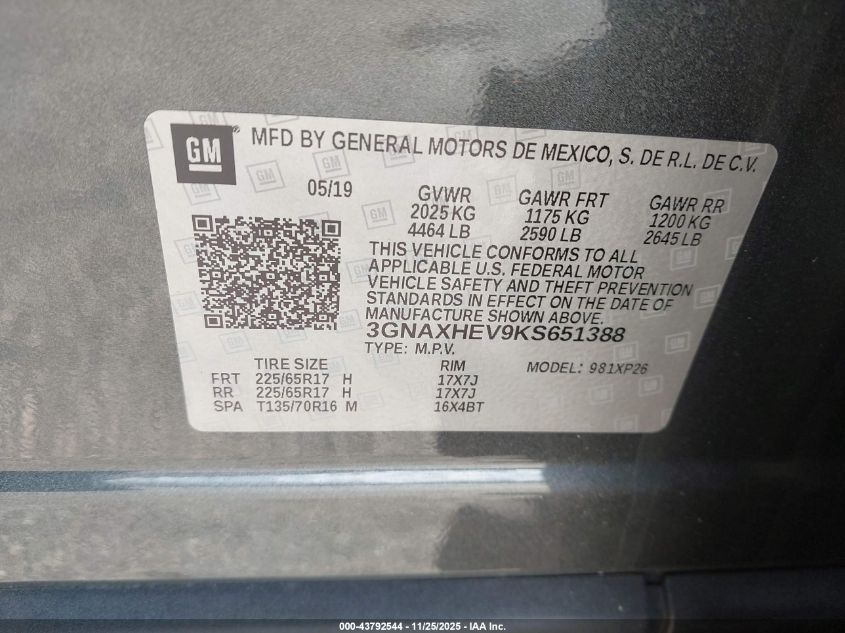 GM ® MFD BY GENERAL MOTORS DE MEXICO, S. DE R.L. DE C.V.
05/19 GVWR GAWR FRT GAWR RR
2025 KG 1175 KG 1200 KG
4464 LB 2590 LB 2645 LB
THIS VEHICLE CONFORMS TO ALL
APPLICABLE U.S. FEDERAL MOTOR
VEHICLE SAFETY AND THEFT PREVENTION
STANDARDS IN EFFECT ON THE DATE OF
MANUFACTURE SHOWN ABOVE.
3GNAXHEV9KS651388
TYPE: M.P.V. MODEL: 981XP26
TIRE SIZE RIM
FRT 225/65R17 H 17X7J
RR 225/65R17 H 17X7J
SPA T135/70R16 M 16X4BT
000-43792544 - 11/25/2025 - IAA Inc.